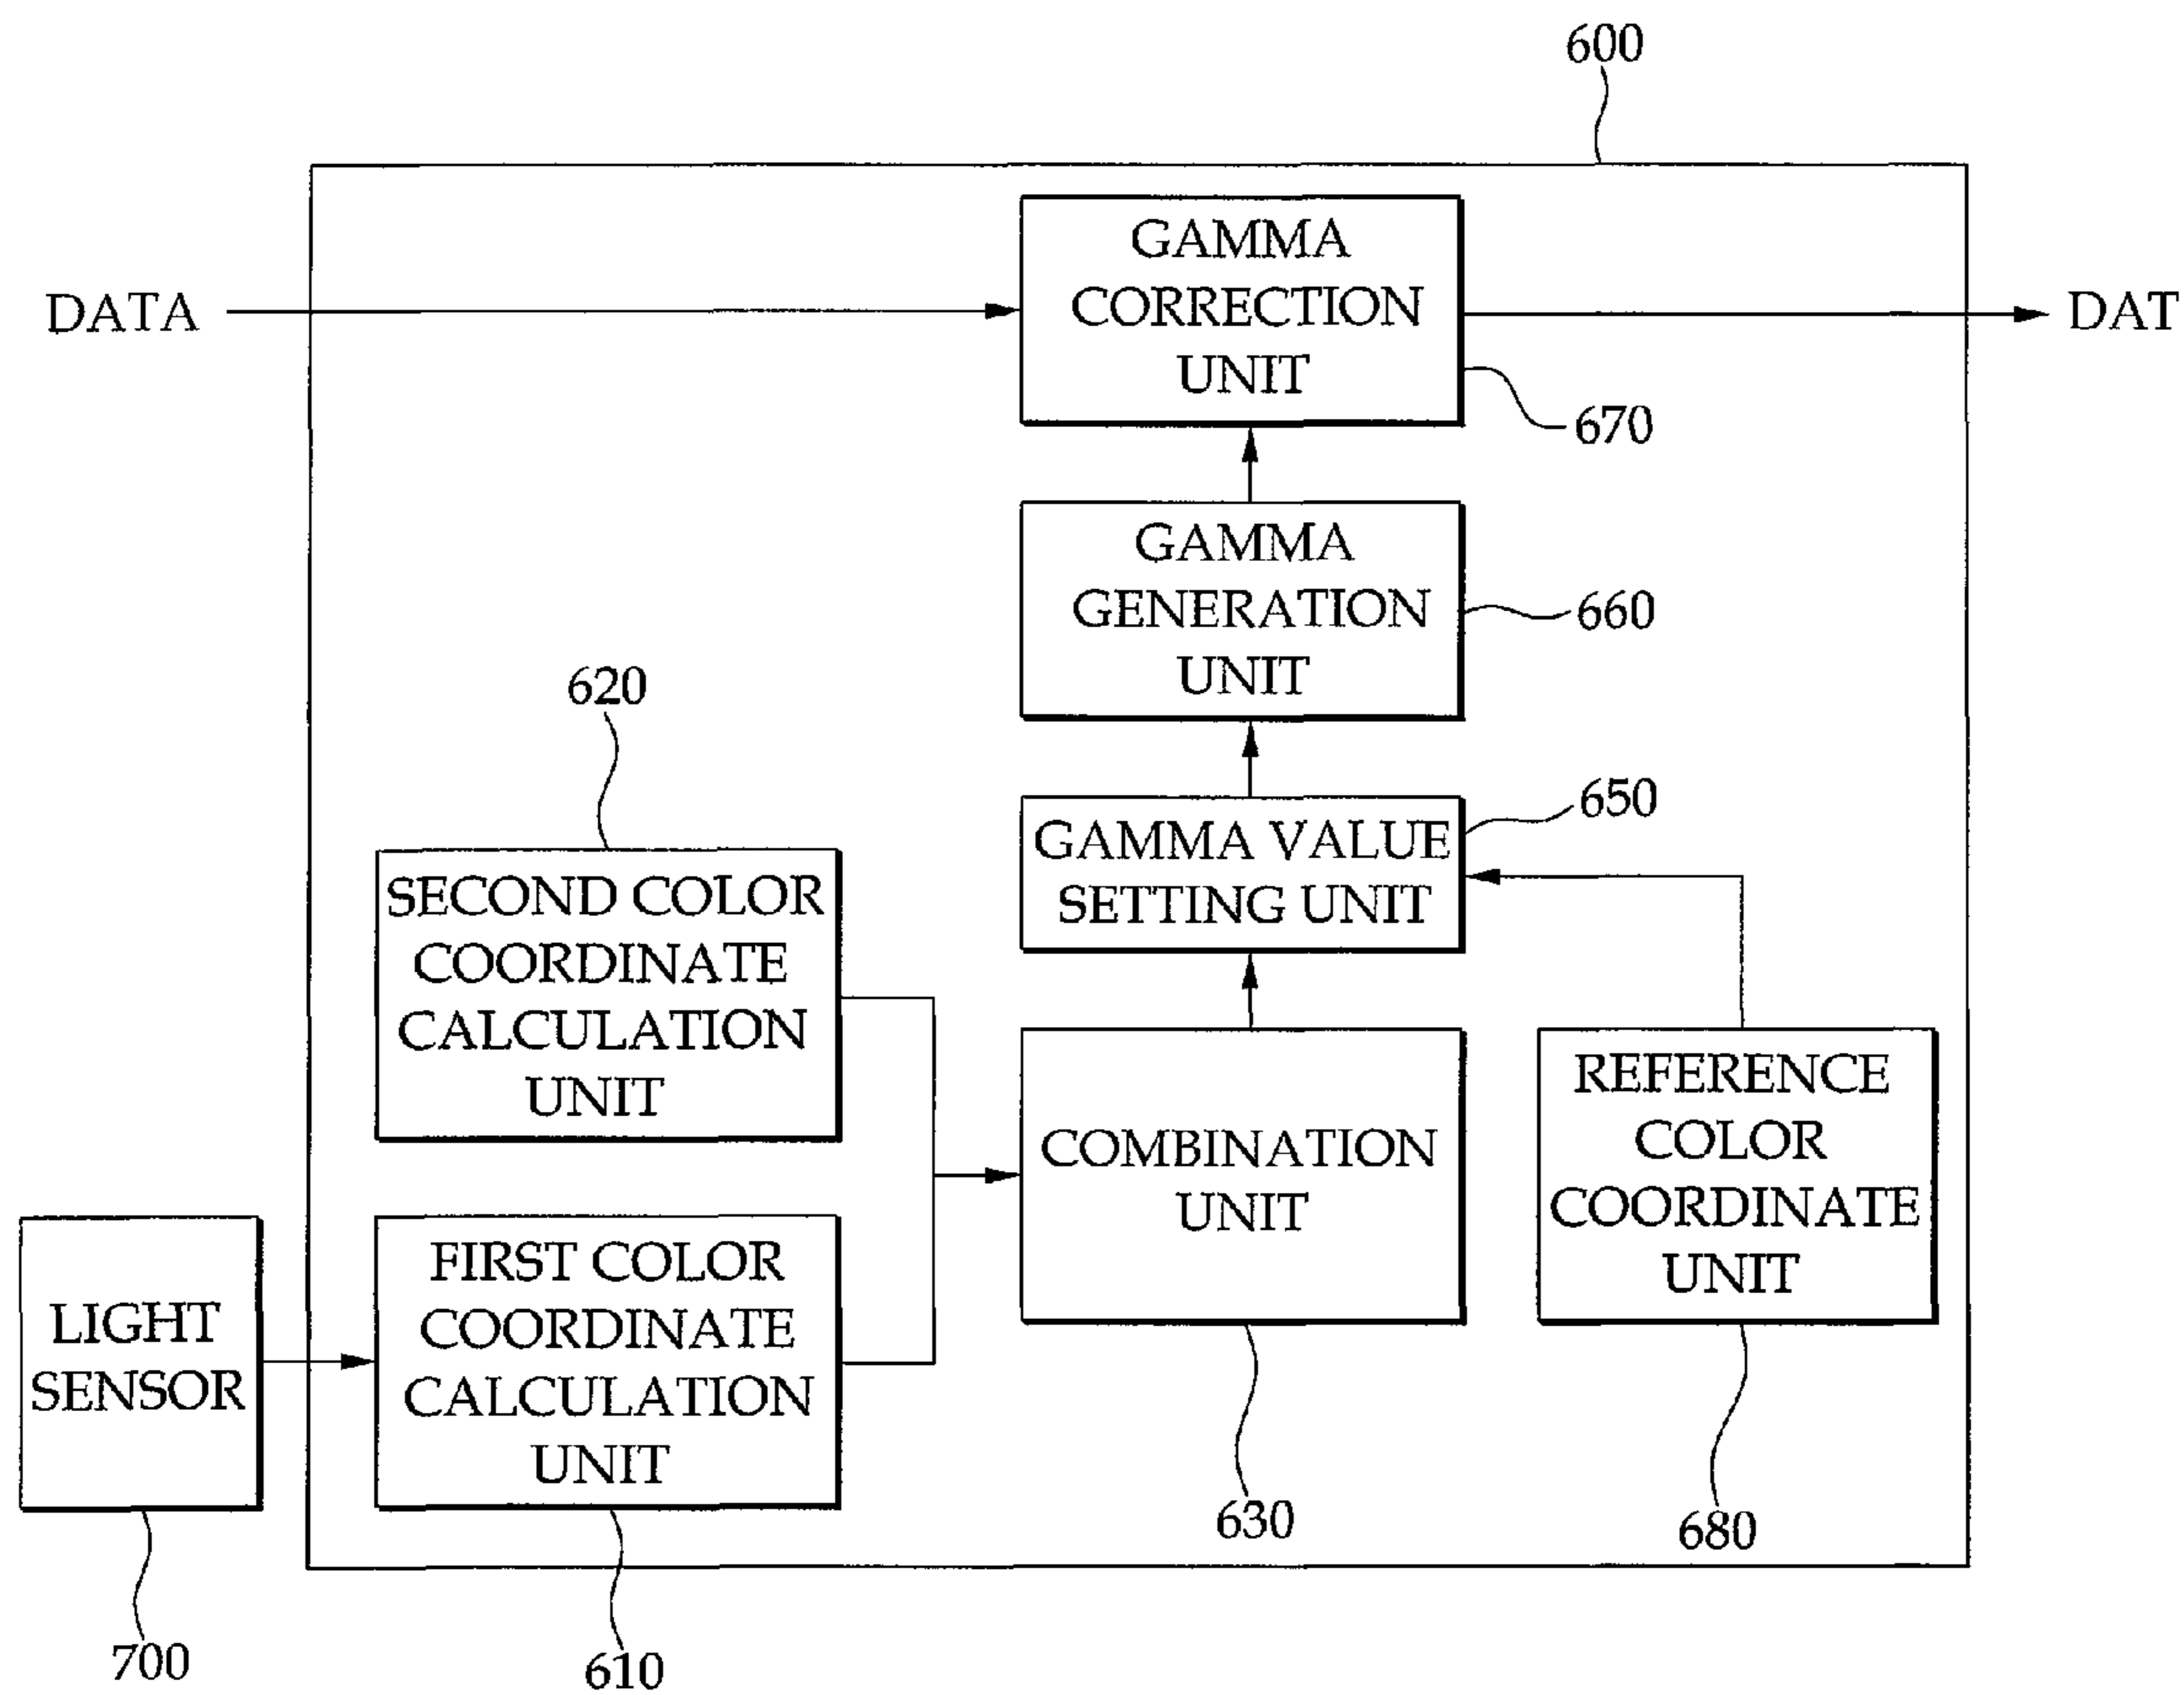 600
GAMMA
CORRECTION
UNIT
DATA
DAT
670
GAMMA
GENERATION
UNIT
660
620
650
GAMMA VALUE
SETTING UNIT
SECOND COLOR
COORDINATE
CALCULATION
UNIT
REFERENCE
COLOR
COORDINATE
UNIT
COMBINATION
UNIT
FIRST COLOR
COORDINATE
CALCULATION
UNIT
LIGHT
SENSOR
630
680
700
610